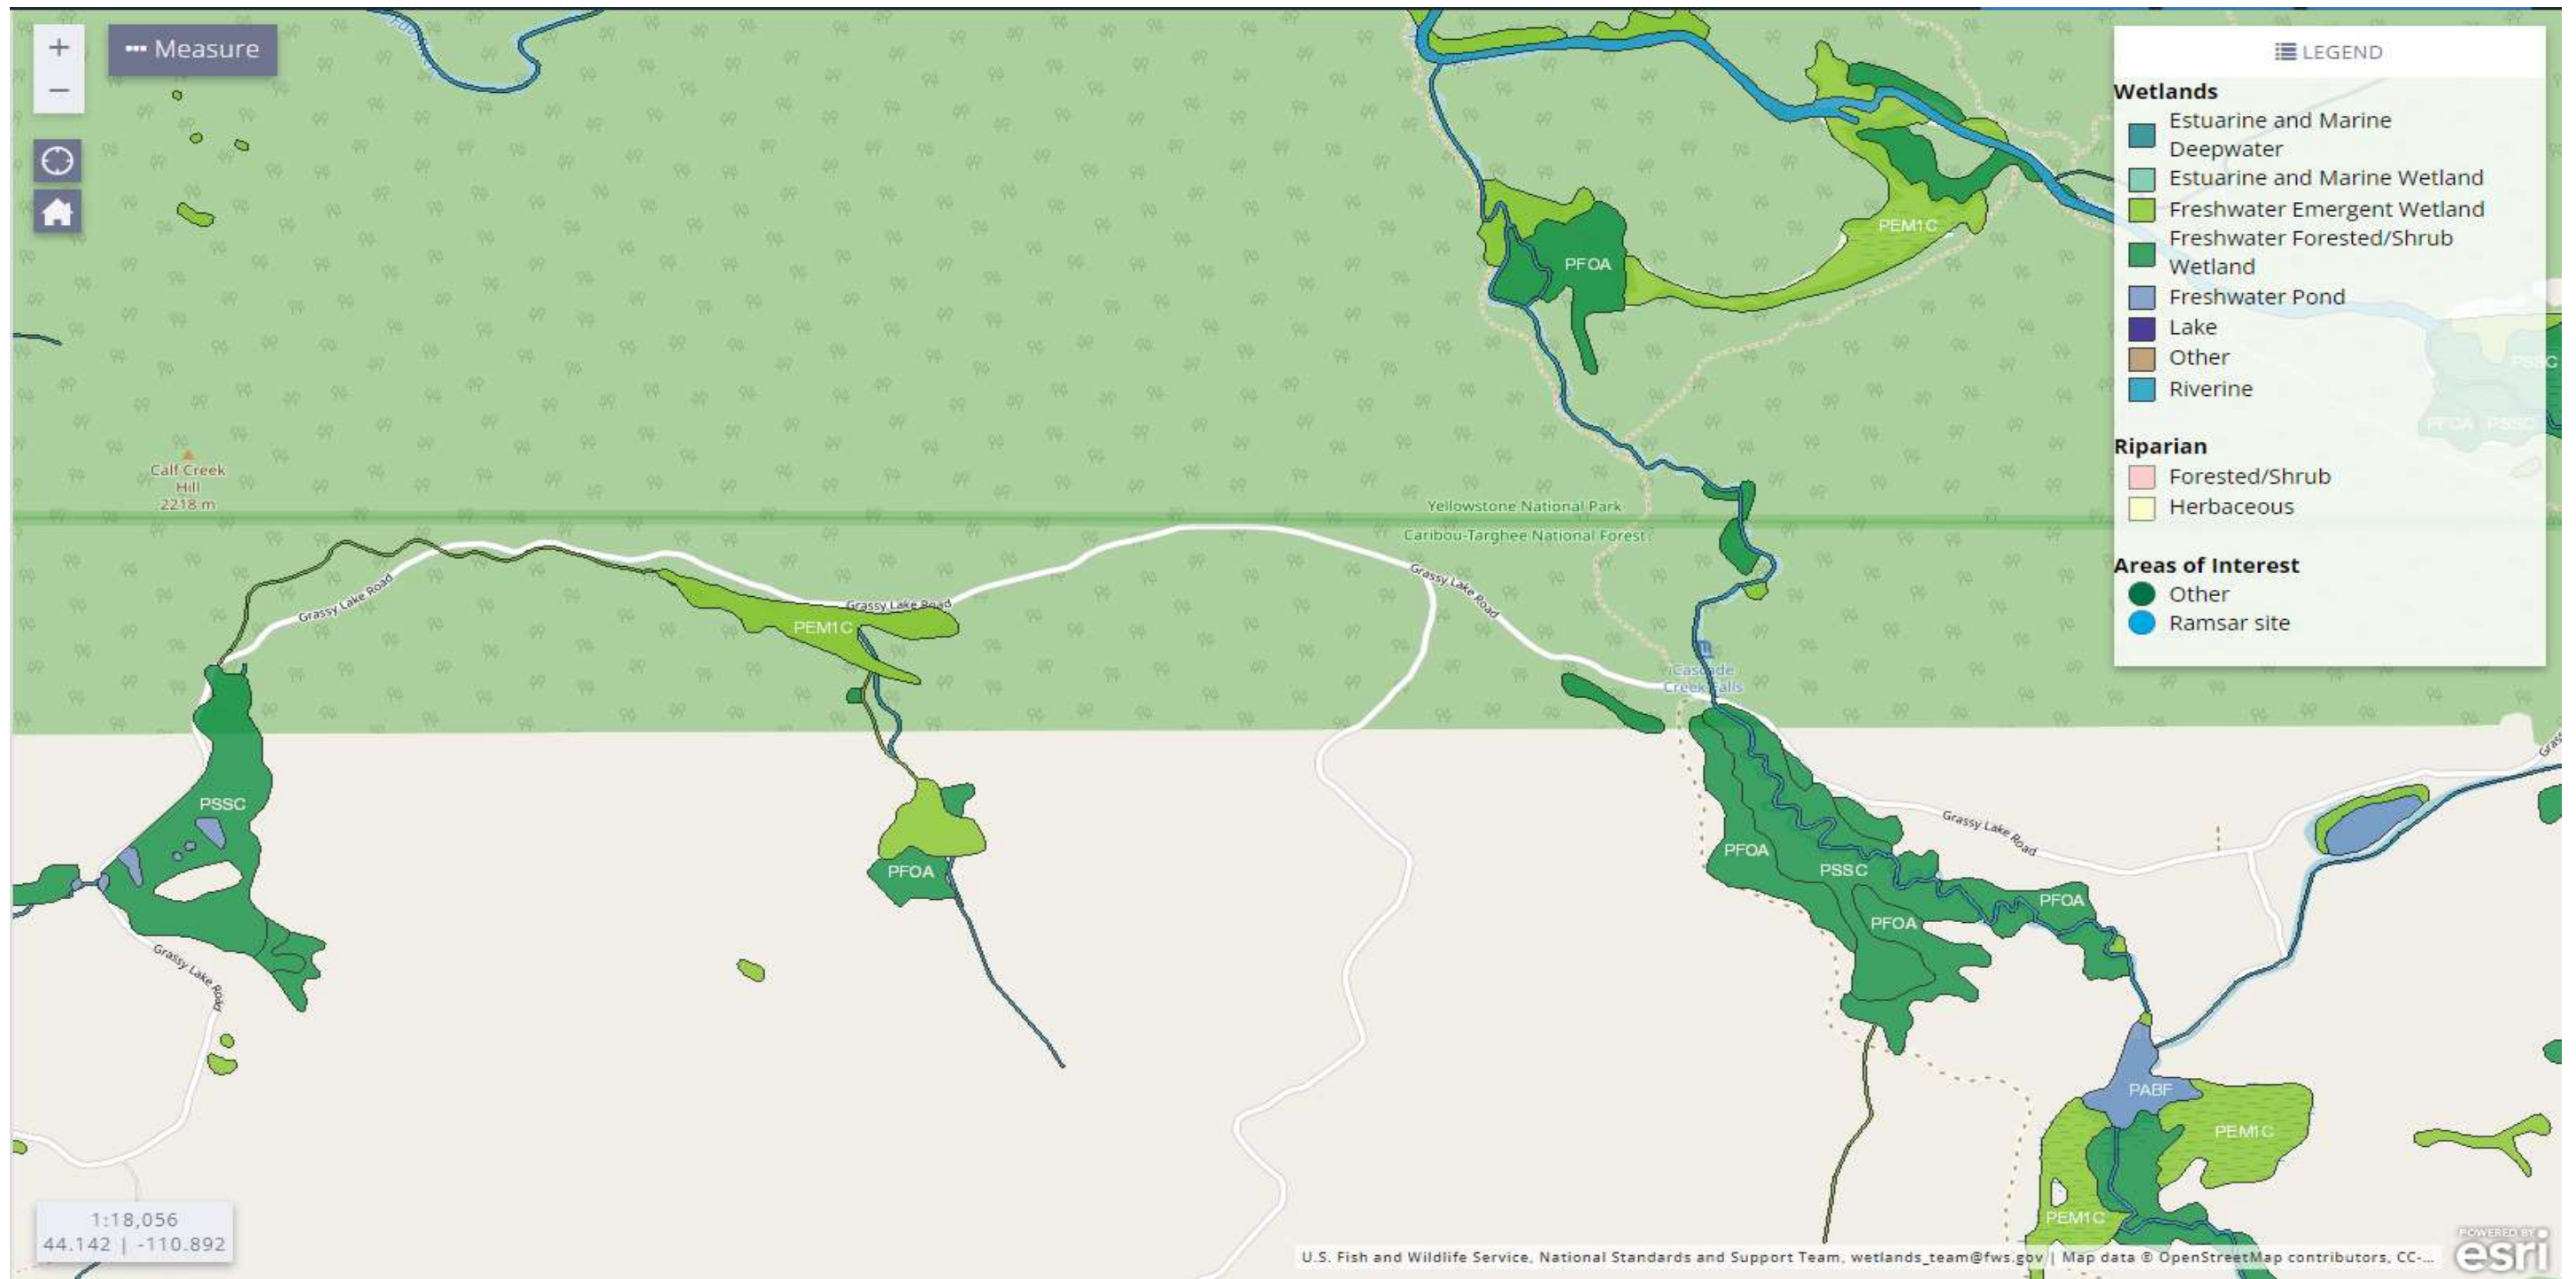 +
−
Measure
LEGEND
Wetlands
Estuarine and Marine
Deepwater
Estuarine and Marine Wetland
Freshwater Emergent Wetland
Freshwater Forested/Shrub
Wetland
Freshwater Pond
Lake
Other
Riverine
Riparian
Forested/Shrub
Herbaceous
Areas of Interest
Other
Ramsar site
PEM1C
PFOA
PSSC
PFOA PSSC
Calf Creek
Hill
2218 m
Yellowstone National Park
Caribou-Targhee National Forest
Grassy Lake Road
Grassy Lake Road
Grassy Lake Road
PEM1C
Cascade
Creek Falls
Grassy Lake Road
PSSC
PFOA
PFOA
PSSC
PFOA
PFOA
Grassy Lake Road
PABF
PEM1C
PEM1C
1:18,056
44.142 | -110.892
U.S. Fish and Wildlife Service, National Standards and Support Team, wetlands_team@fws.gov | Map data © OpenStreetMap contributors, CC-...
POWERED BY
esri